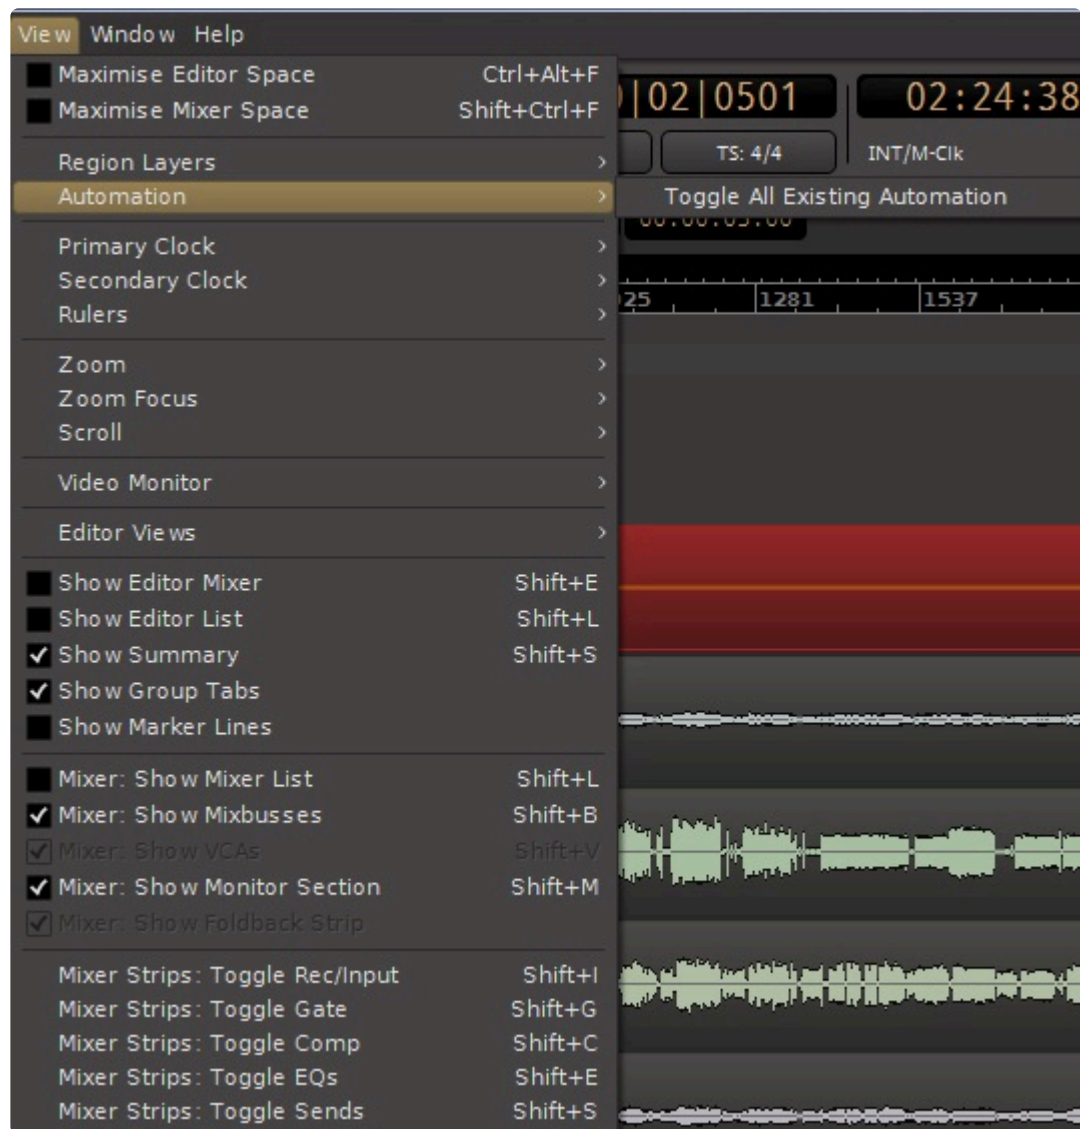 View Window Help
Maximise Editor Space Ctrl+Alt+F
Maximise Mixer Space Shift+Ctrl+F
|02|0501 02:24:38
TS: 4/4 INT/M-Clk
Region Layers >
Automation >
Toggle All Existing Automation
Primary Clock >
Secondary Clock >
Rulers >
1281 1537
Zoom >
Zoom Focus >
Scroll >
Video Monitor >
Editor Views >
Show Editor Mixer Shift+E
Show Editor List Shift+L
Show Summary Shift+S
Show Group Tabs
Show Marker Lines
Mixer: Show Mixer List Shift+L
Mixer: Show Mixbusses Shift+B
Mixer: Show VCAs Shift+V
Mixer: Show Monitor Section Shift+M
Mixer: Show Foldback Strip
Mixer Strips: Toggle Rec/Input Shift+I
Mixer Strips: Toggle Gate Shift+G
Mixer Strips: Toggle Comp Shift+C
Mixer Strips: Toggle EQs Shift+E
Mixer Strips: Toggle Sends Shift+S